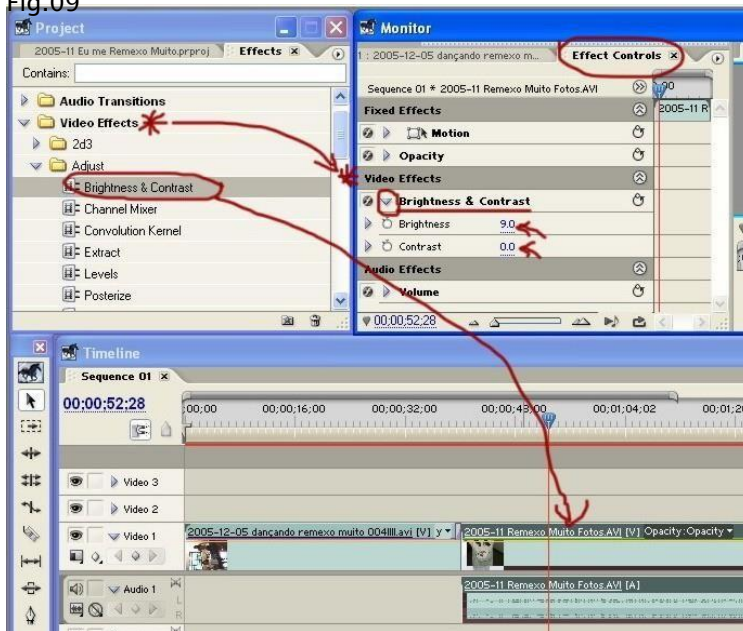 Fig.09
Project
2005-11 Eu me Remexo Muito.prproj
Effects
Contains:
Audio Transitions
Video Effects
2d3
Adjust
Brightness & Contrast
Channel Mixer
Convolution Kernel
Extract
Levels
Posterize
Monitor
1 : 2005-12-05 dançando remexo m...
Effect Controls
Sequence 01 * 2005-11 Remexo Muito Fotos.AVI
Fixed Effects
2005-11 R
Motion
Opacity
Video Effects
Brightness & Contrast
Brightness 9.0
Contrast 0.0
Audio Effects
Volume
00;00;52;28
Timeline
Sequence 01
00;00;52;28
00;00
00;00;16;00
00;00;32;00
00;00;48;00
00;01;04;02
00;01;20
Video 3
Video 2
Video 1
2005-12-05 dançando remexo muito 004llll.avi [V] y
2005-11 Remexo Muito Fotos.AVI [V] Opacity:Opacity
Audio 1
2005-11 Remexo Muito Fotos.AVI [A]
L
R